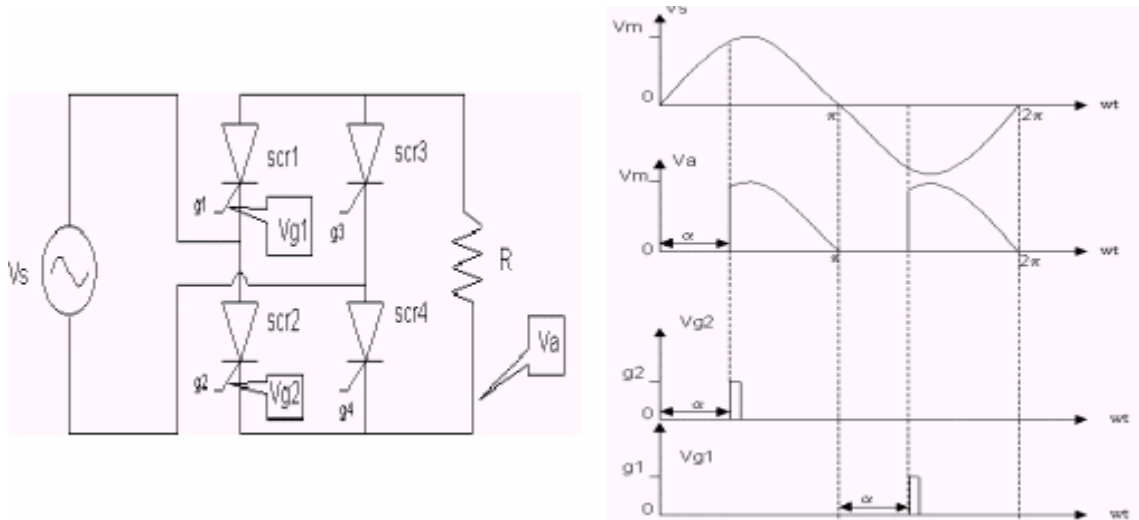 Vs
scr1
scr3
g1
Vg1
g3
R
scr2
scr4
g2
Vg2
g4
Va
Vs
Vm
0
π
2π
wt
Va
Vm
α
0
π
2π
wt
Vg2
g2
α
0
wt
Vg1
g1
α
0
wt